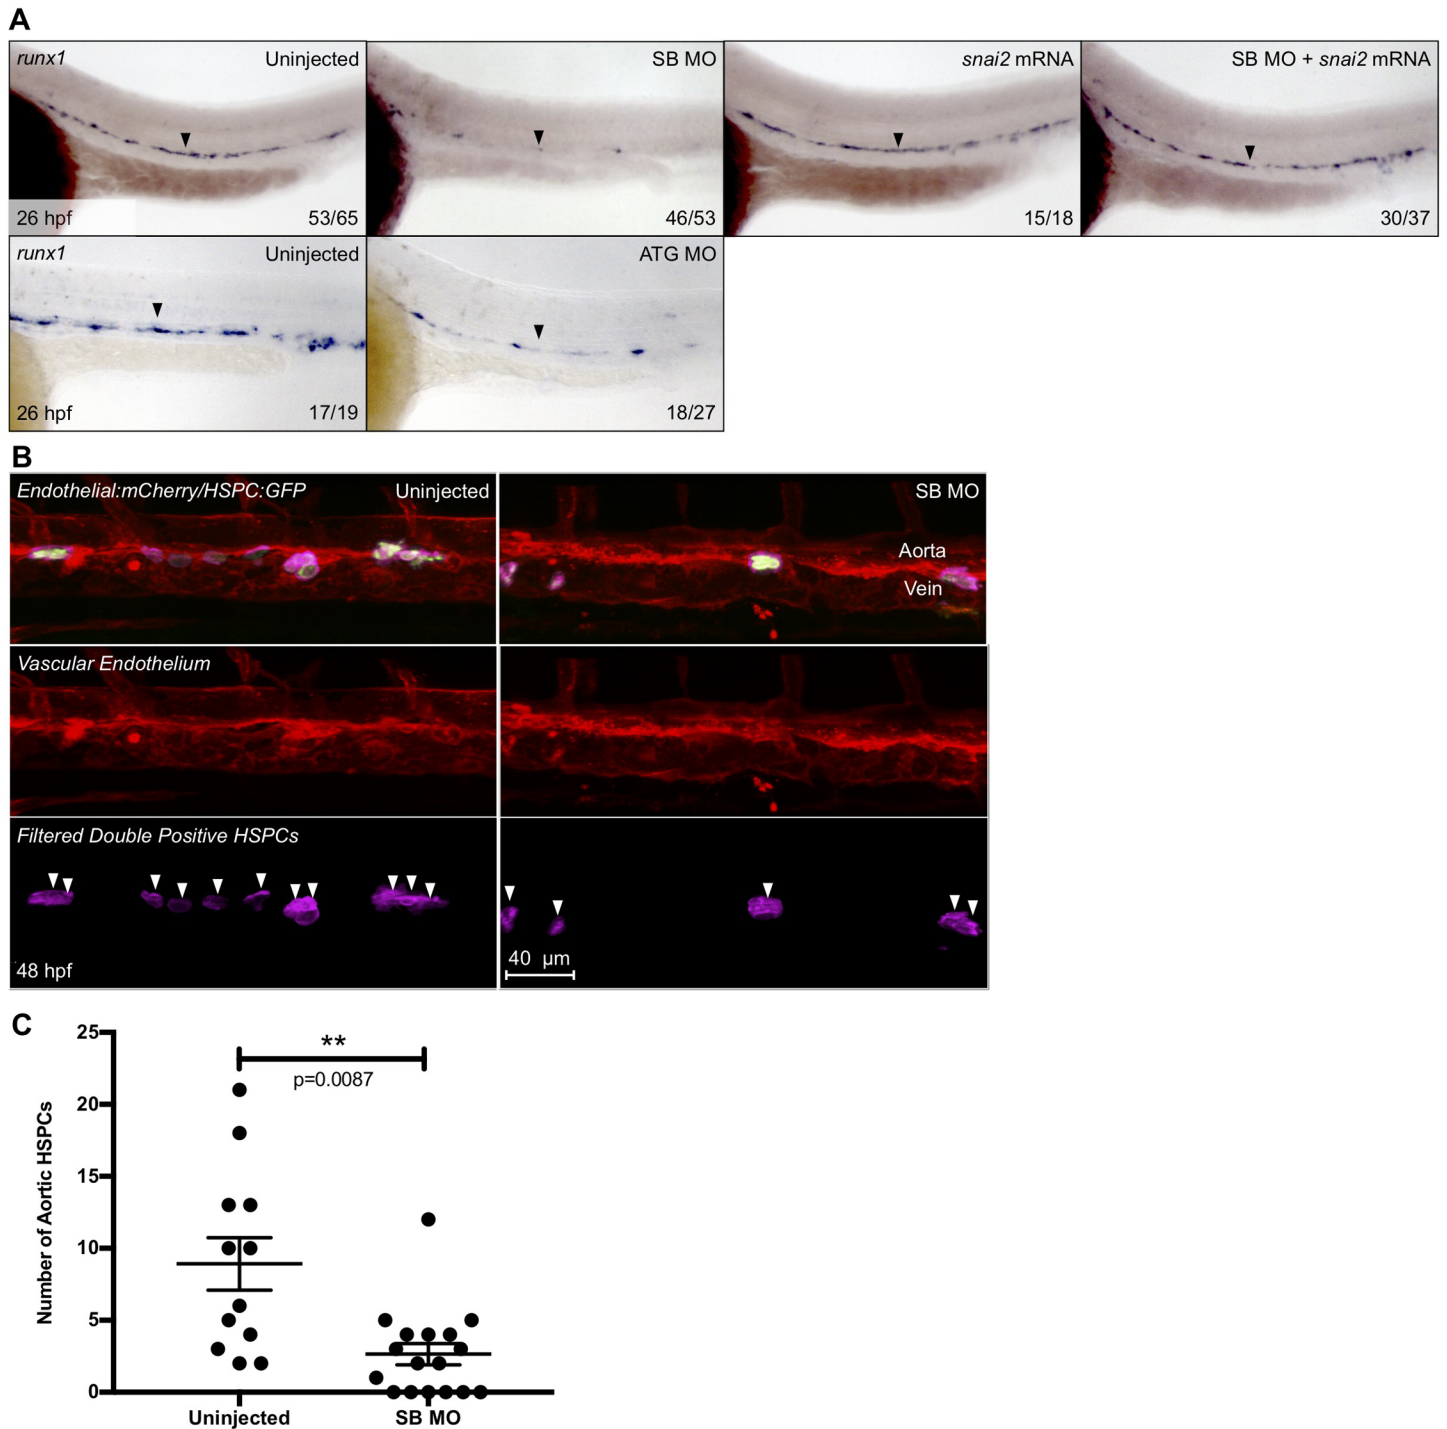 A
runx1 Uninjected
26 hpf 53/65
SB MO
46/53
snai2 mRNA
15/18
SB MO + snai2 mRNA
30/37
runx1 Uninjected
26 hpf 17/19
ATG MO
18/27
B
Endothelial:mCherry/HSPC:GFP Uninjected
SB MO
Aorta
Vein
Vascular Endothelium
Filtered Double Positive HSPCs
48 hpf
40 µm
C
Number of Aortic HSPCs
25
20
15
10
5
0
**
p=0.0087
Uninjected
SB MO